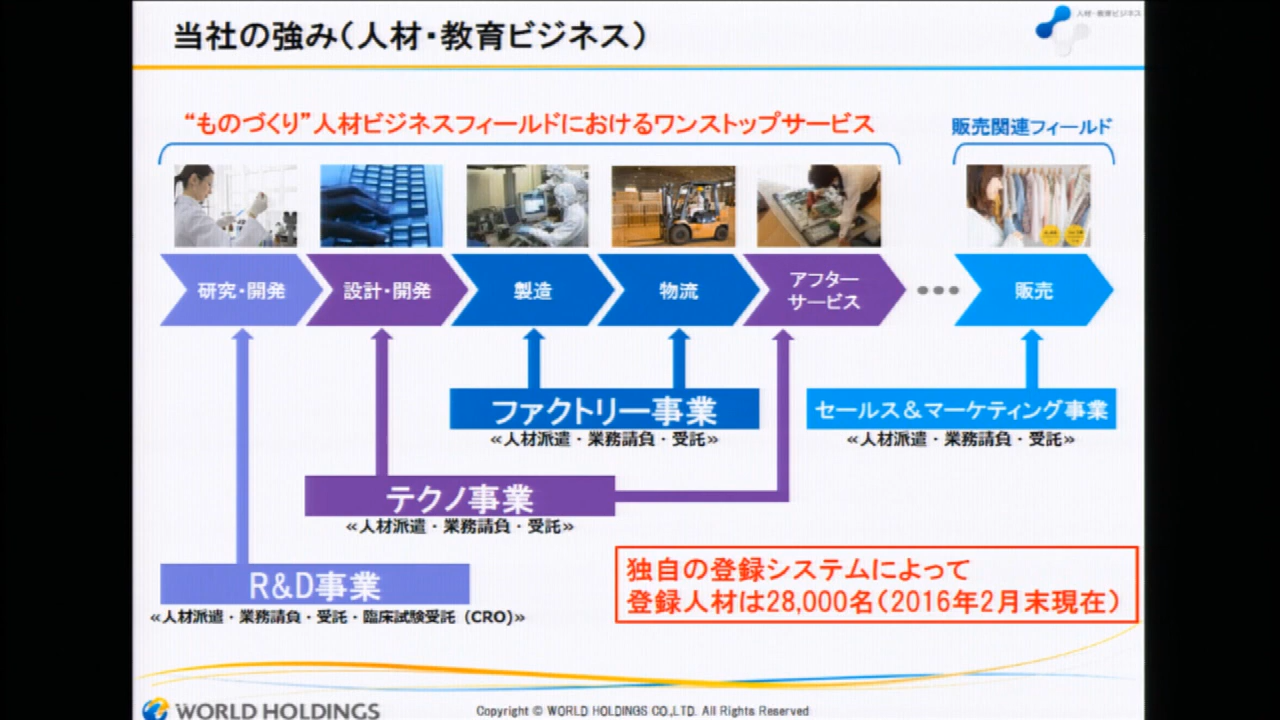 当社の強み(人材・教育ビジネス)
人材・教育ビジネス
“ものづくり”人材ビジネスフィールドにおけるワンストップサービス
販売関連フィールド
研究・開発
設計・開発
製造
物流
アフター
サービス
販売
ファクトリー事業
≪人材派遣・業務請負・受託≫
セールス&マーケティング事業
≪人材派遣・業務請負・受託≫
テクノ事業
≪人材派遣・業務請負・受託≫
R&D事業
≪人材派遣・業務請負・受託・臨床試験受託(CRO)≫
独自の登録システムによって
登録人材は28,000名(2016年2月末現在)
WORLD HOLDINGS
Copyright © WORLD HOLDINGS CO.,LTD. All Rights Reserved